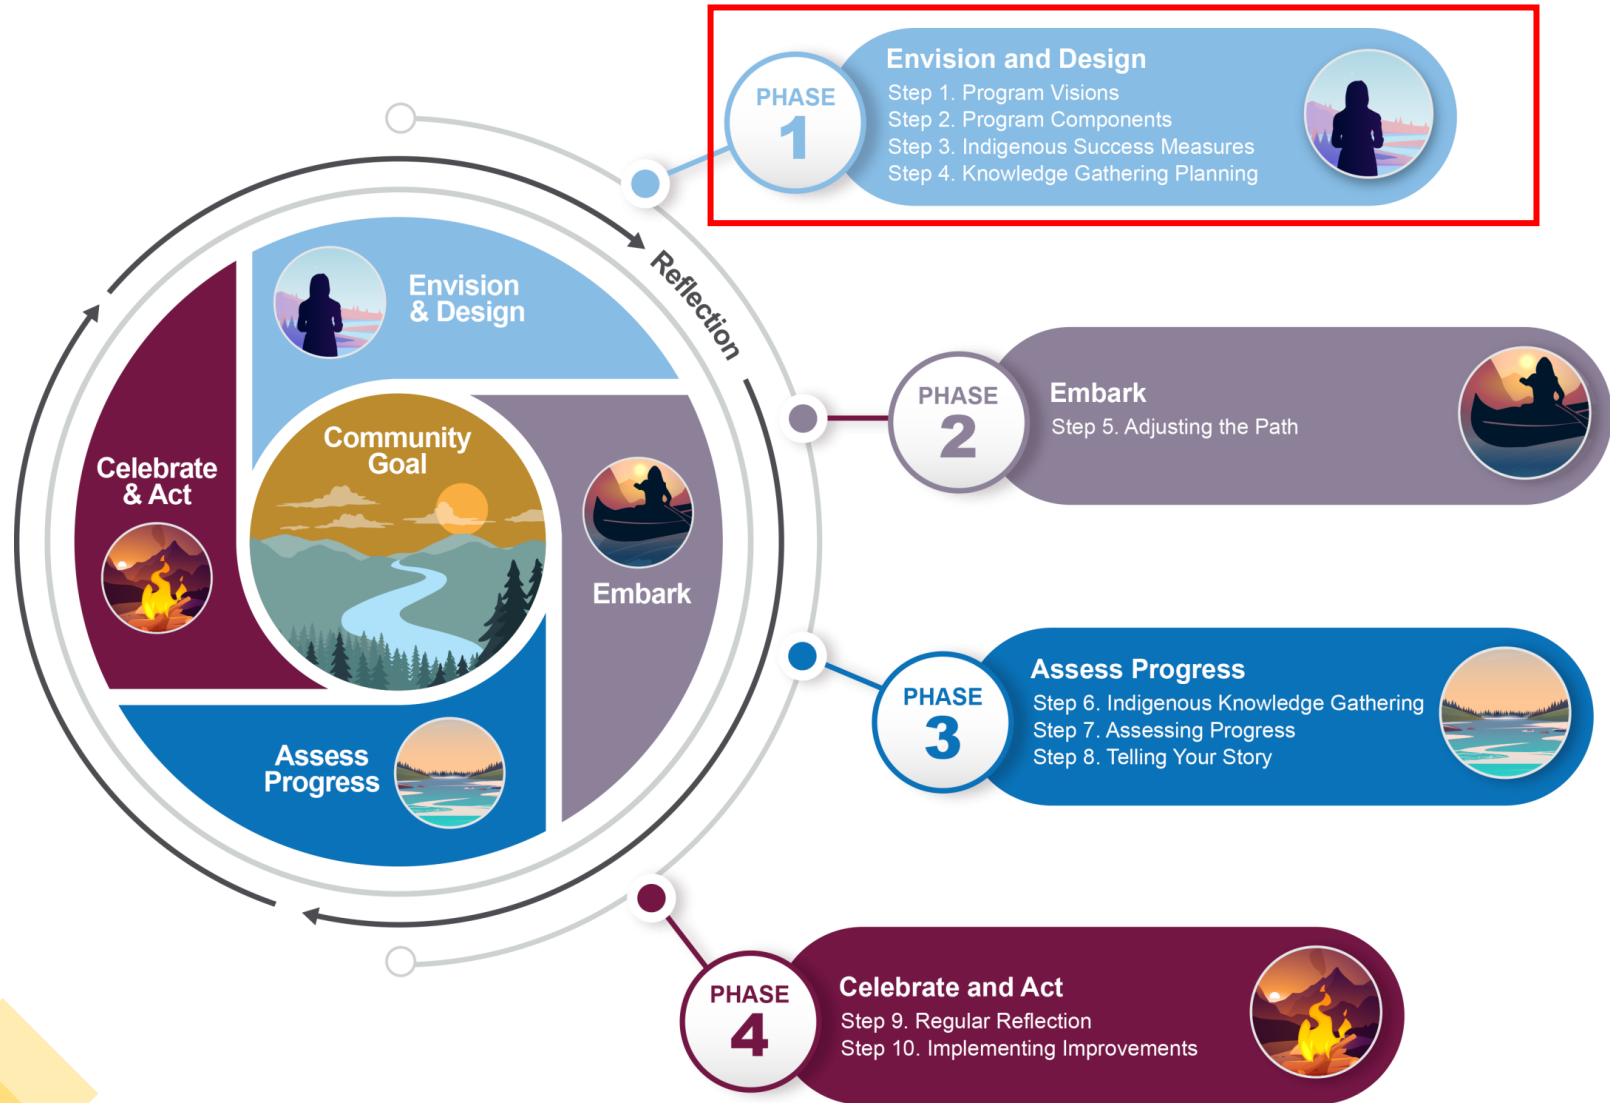 Envision
& Design
Reflection
Community
Goal
Celebrate
& Act
Embark
Assess
Progress
PHASE
1
Envision and Design
Step 1. Program Visions
Step 2. Program Components
Step 3. Indigenous Success Measures
Step 4. Knowledge Gathering Planning
PHASE
2
Embark
Step 5. Adjusting the Path
PHASE
3
Assess Progress
Step 6. Indigenous Knowledge Gathering
Step 7. Assessing Progress
Step 8. Telling Your Story
PHASE
4
Celebrate and Act
Step 9. Regular Reflection
Step 10. Implementing Improvements